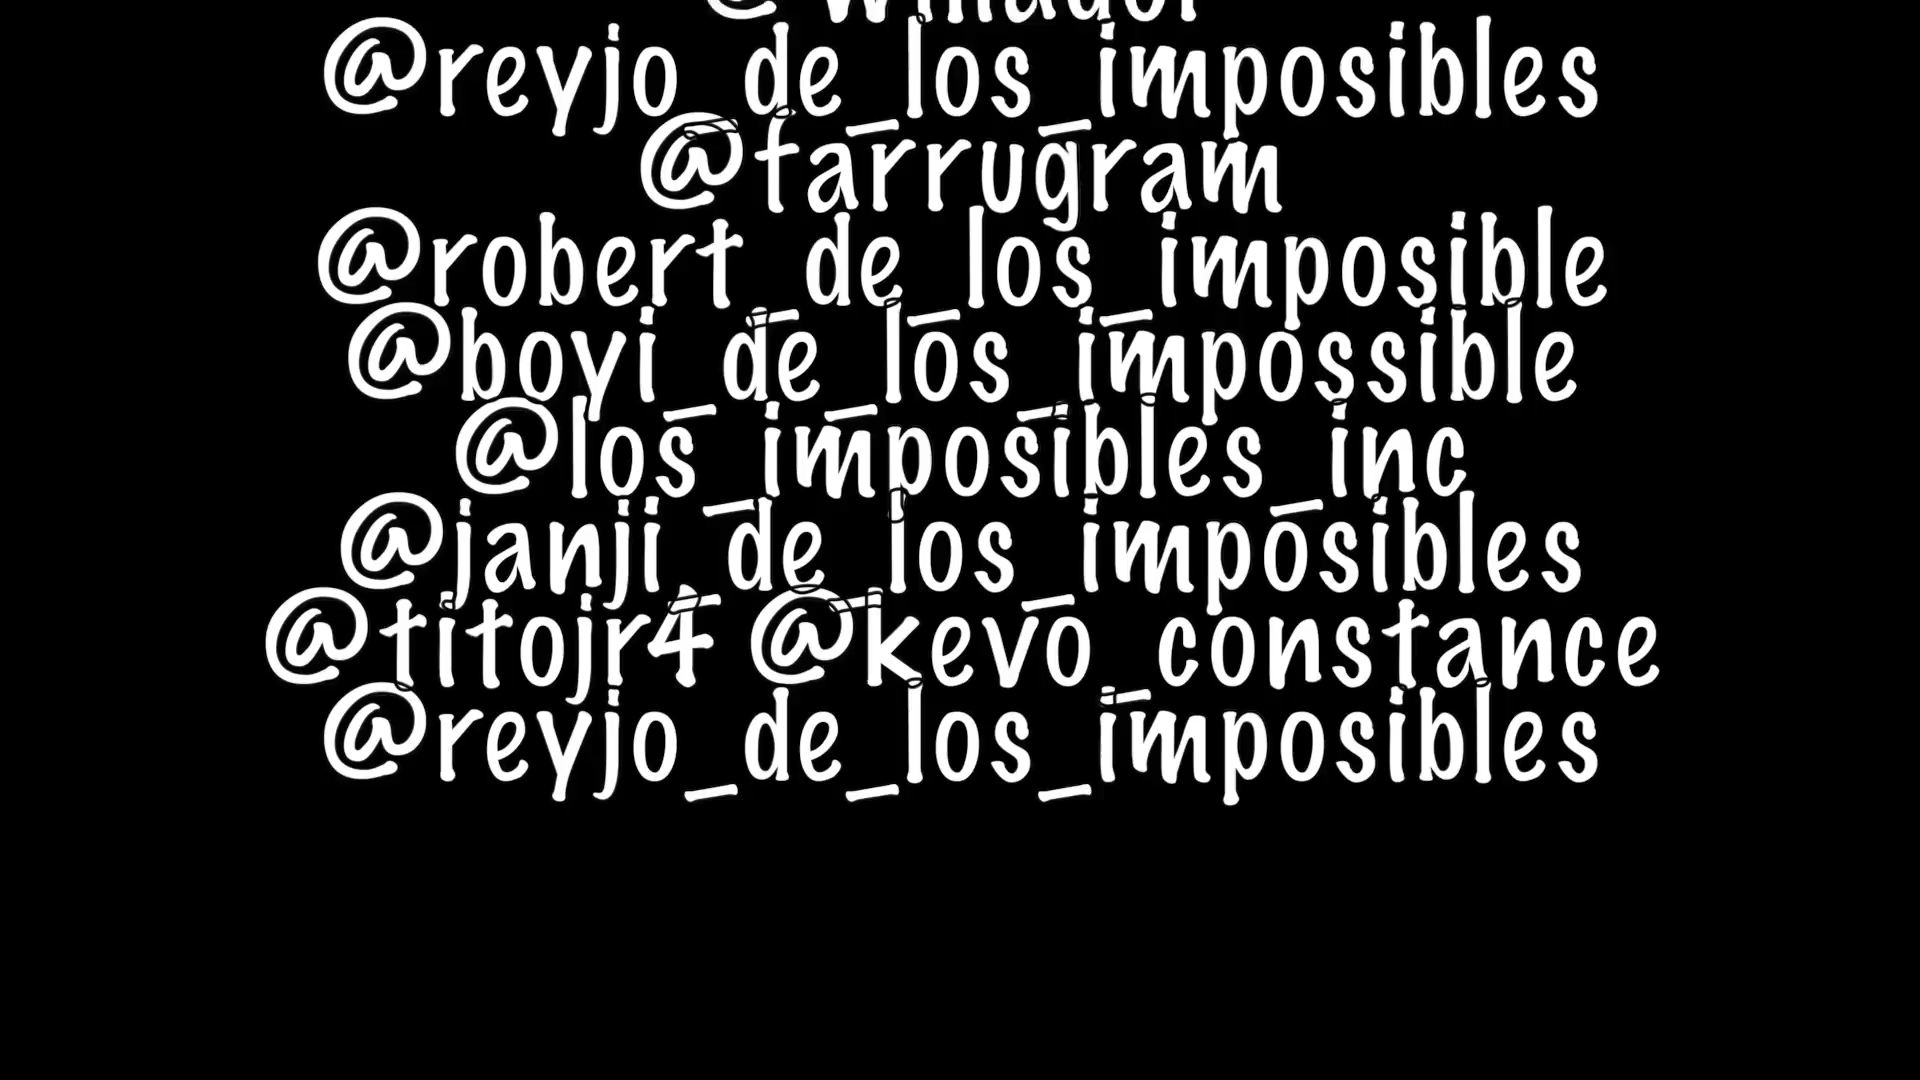 @reyjo_de_los_imposibles
@farrugram
@robert_de_los_imposible
@boyi_de_los_impossible
@los_imposibles_inc
@janji_de_los_imposibles
@titojr4 @kevo_constance
@reyjo_de_los_imposibles